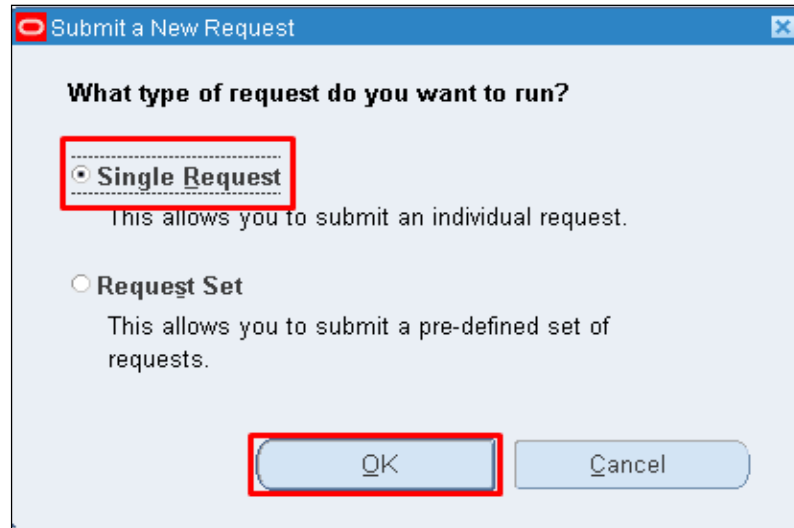 Submit a New Request
What type of request do you want to run?
Single Request
This allows you to submit an individual request.
Request Set
This allows you to submit a pre-defined set of
requests.
OK
Cancel